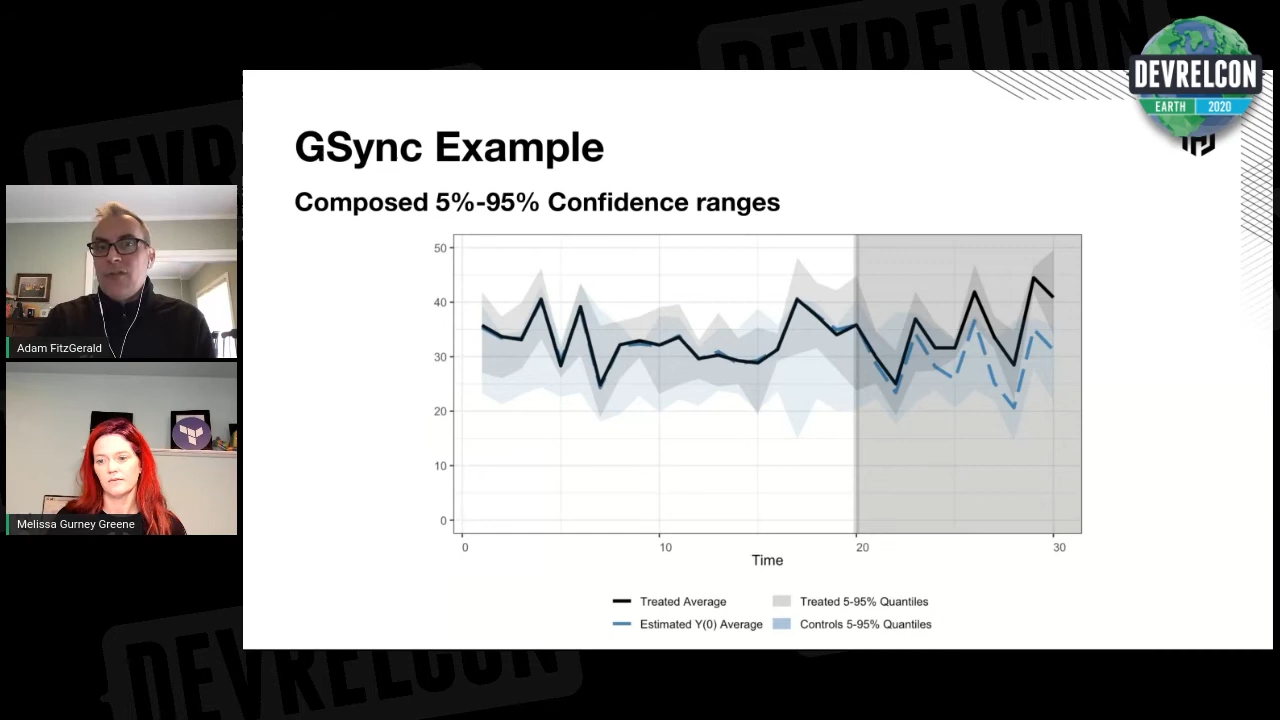 DEVRELCON
EARTH 2020
GSync Example
Composed 5%-95% Confidence ranges
50
40
30
20
10
0
0 10 20 30
Time
Treated Average
Treated 5-95% Quantiles
Estimated Y(0) Average
Controls 5-95% Quantiles
Adam FitzGerald
Melissa Gurney Greene
DEVRELCON